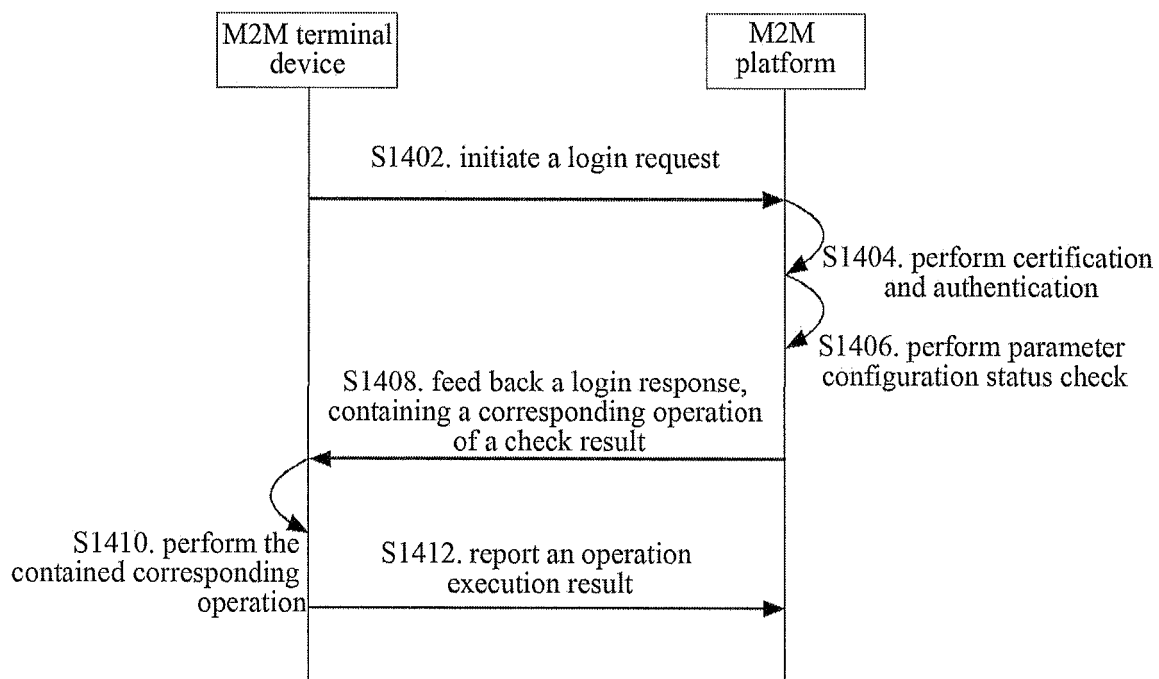 M2M terminal
device
M2M
platform
S1402. initiate a login request
S1404. perform certification
and authentication
S1406. perform parameter
configuration status check
S1408. feed back a login response,
containing a corresponding operation
of a check result
S1410. perform the
contained corresponding
operation
S1412. report an operation
execution result